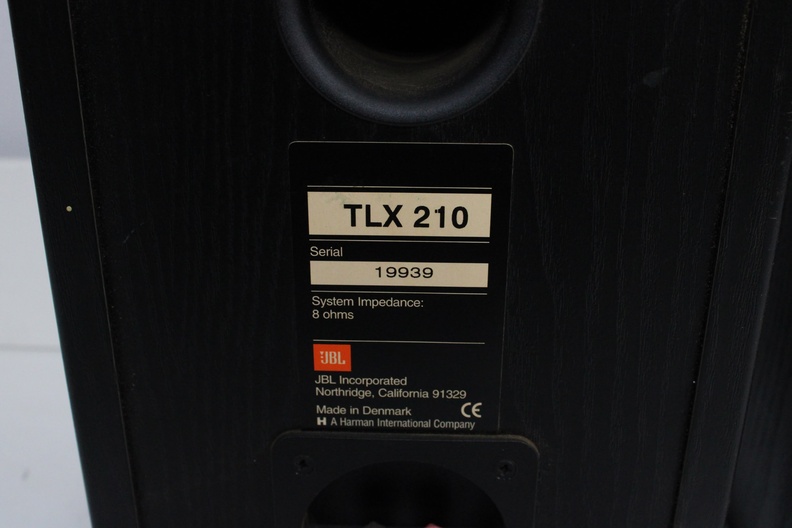 TLX 210
Serial
19939
System Impedance:
8 ohms
JBL
JBL Incorporated
Northridge, California 91329
Made in Denmark CE
H A Harman International Company